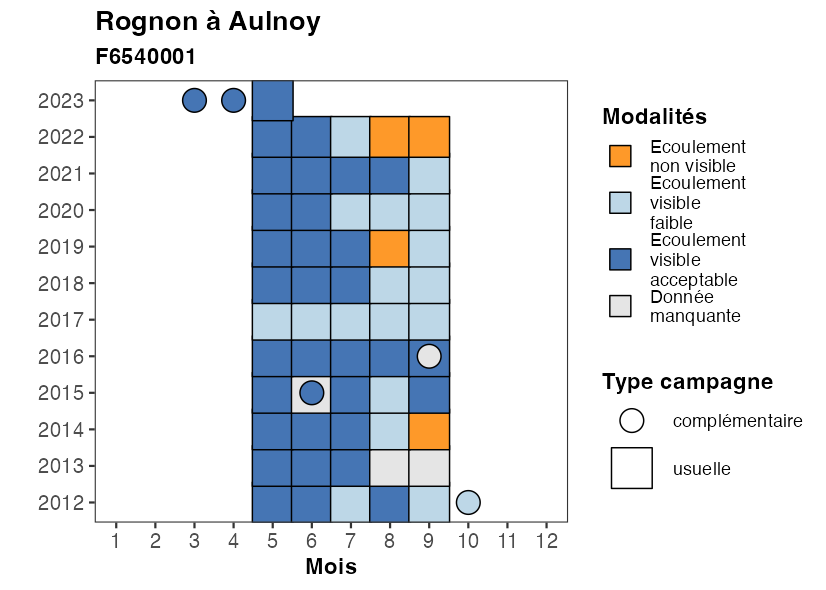 Rognon à Aulnoy
F6540001
2023
2022
2021
2020
2019
2018
2017
2016
2015
2014
2013
2012
1 2 3 4 5 6 7 8 9 10 11 12
Mois
Modalités
Ecoulement
non visible
Ecoulement
visible
faible
Ecoulement
visible
acceptable
Donnée
manquante
Type campagne
complémentaire
usuelle